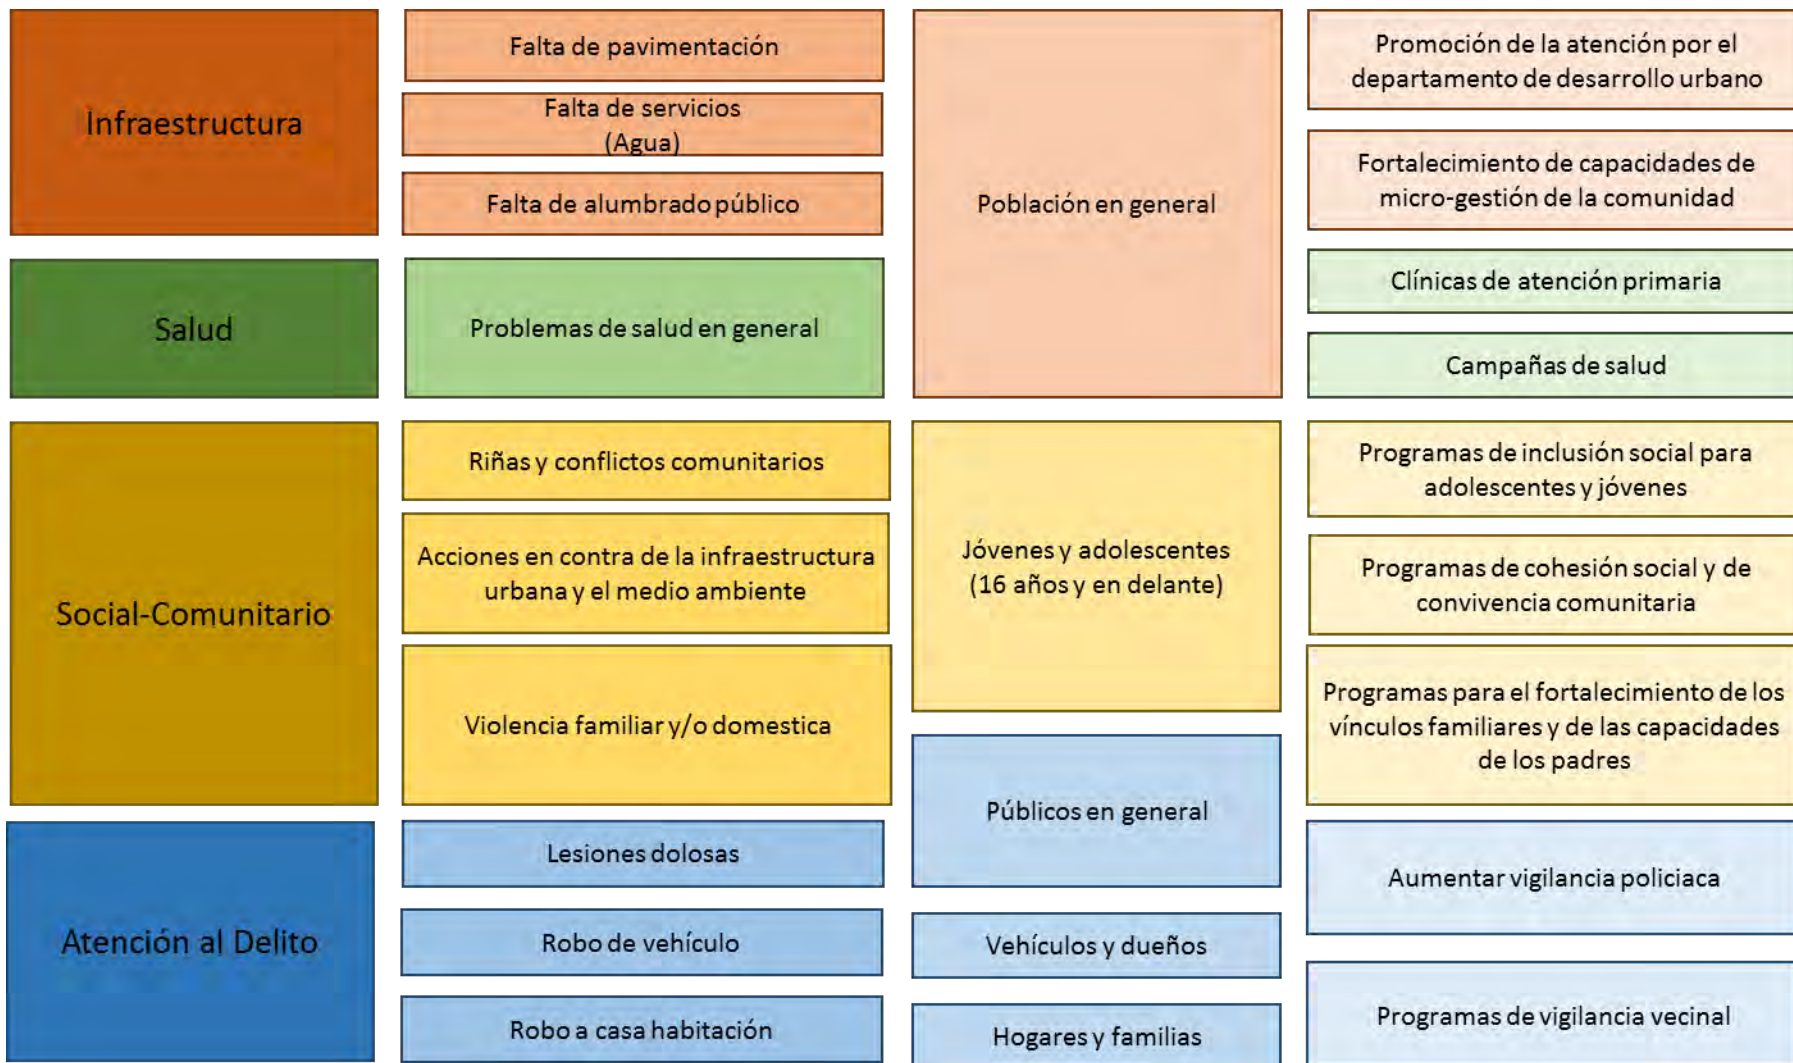 Infraestructura
Falta de pavimentación
Falta de servicios
(Agua)
Falta de alumbrado público
Población en general
Promoción de la atención por el
departamento de desarrollo urbano
Fortalecimiento de capacidades de
micro-gestión de la comunidad
Salud
Problemas de salud en general
Clínicas de atención primaria
Campañas de salud
Social-Comunitario
Riñas y conflictos comunitarios
Acciones en contra de la infraestructura
urbana y el medio ambiente
Violencia familiar y/o domestica
Jóvenes y adolescentes
(16 años y en delante)
Programas de inclusión social para
adolescentes y jóvenes
Programas de cohesión social y de
convivencia comunitaria
Programas para el fortalecimiento de los
vínculos familiares y de las capacidades
de los padres
Atención al Delito
Lesiones dolosas
Robo de vehículo
Robo a casa habitación
Públicos en general
Vehículos y dueños
Hogares y familias
Aumentar vigilancia policiaca
Programas de vigilancia vecinal